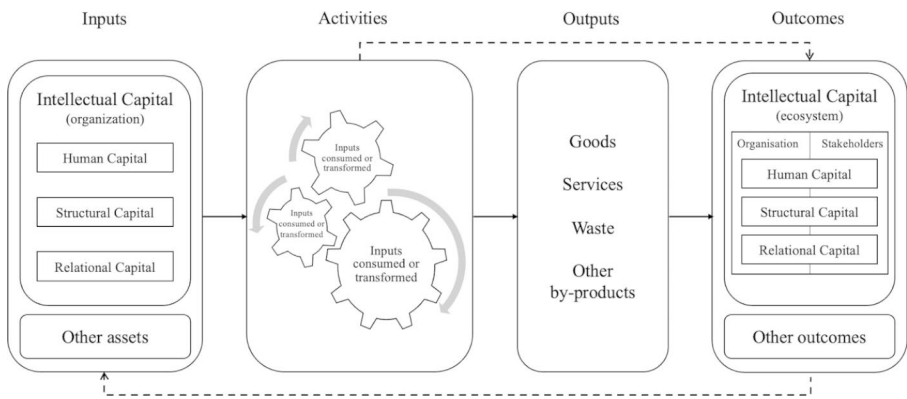 Inputs
Activities
Outputs
Outcomes
Intellectual Capital
(organization)
Human Capital
Structural Capital
Relational Capital
Other assets
Inputs
consumed or
transformed
Inputs
consumed or
transformed
Inputs
consumed or
transformed
Goods
Services
Waste
Other
by-products
Intellectual Capital
(ecosystem)
Organisation
Stakeholders
Human Capital
Structural Capital
Relational Capital
Other outcomes